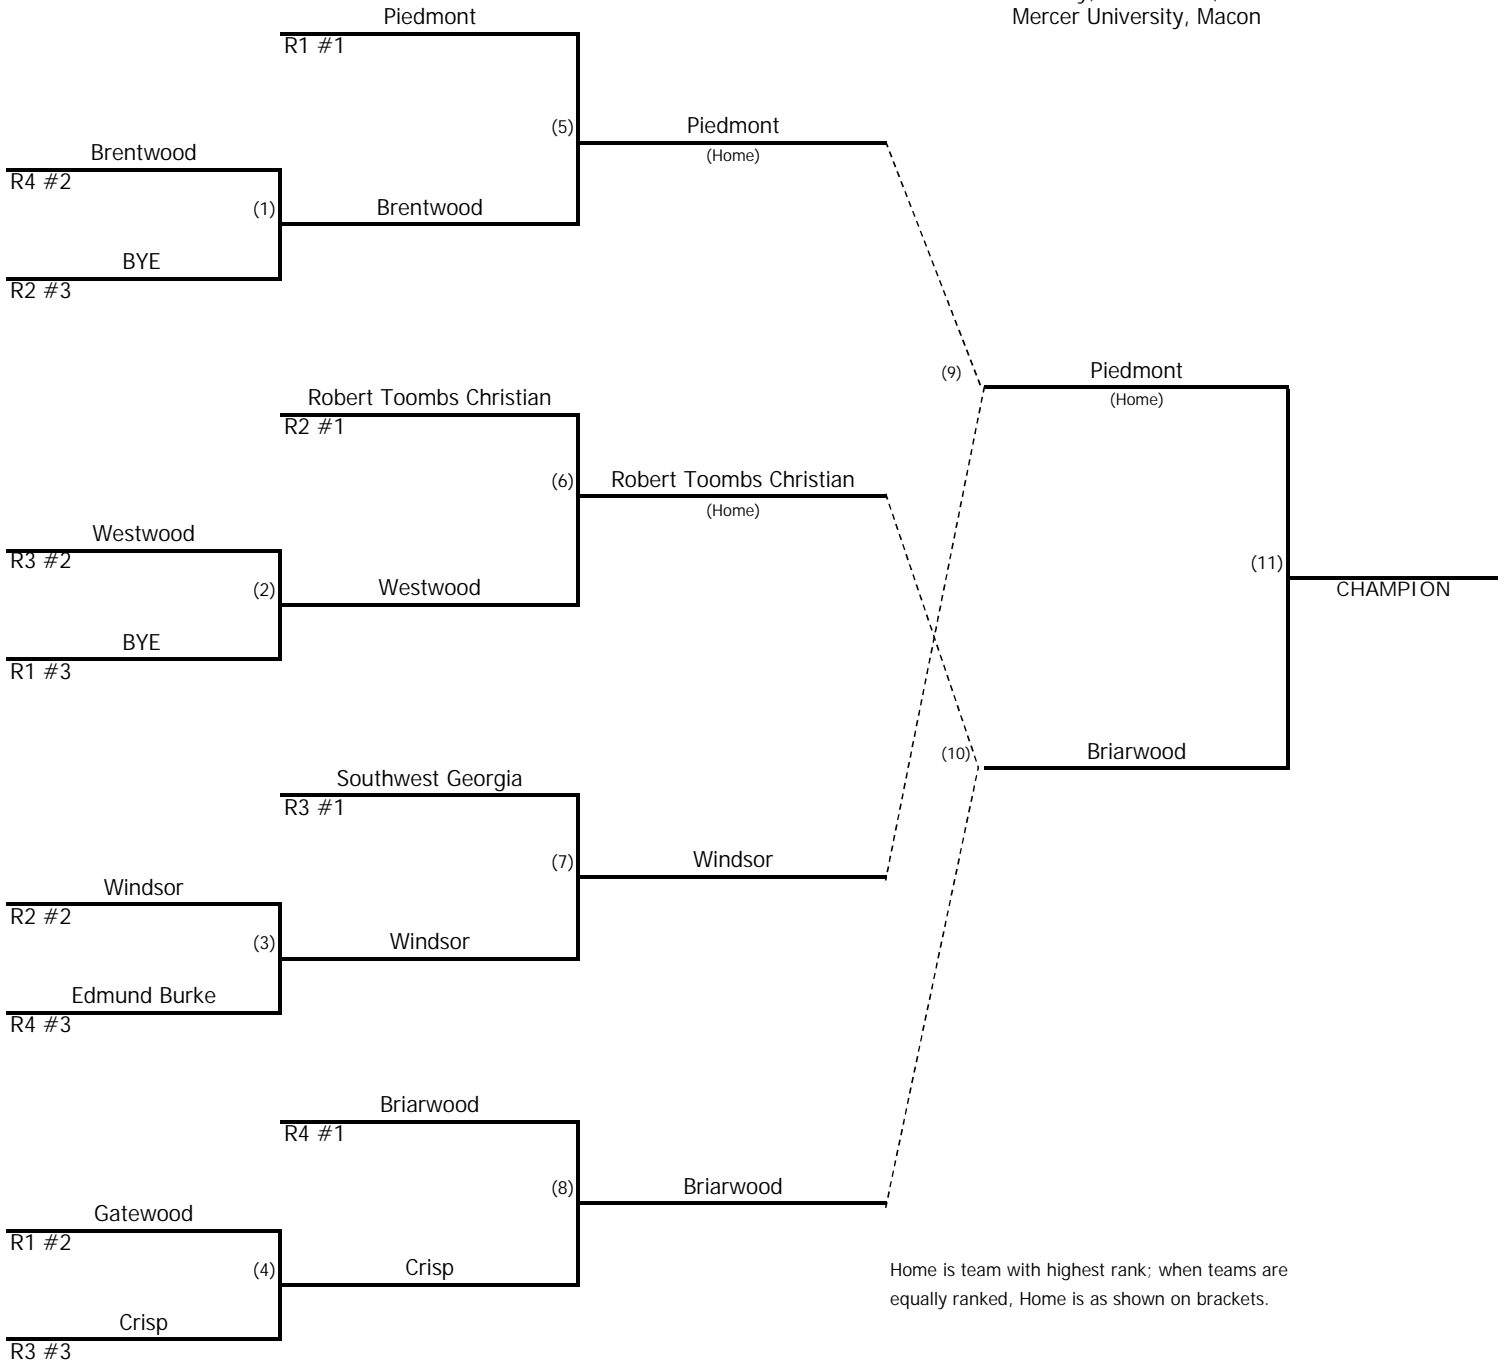 Piedmont
Mercer University, Macon
R1 #1
(5)
Piedmont
(Home)
Brentwood
R4 #2
(1)
Brentwood
BYE
R2 #3
(9)
Piedmont
(Home)
Robert Toombs Christian
R2 #1
(6)
Robert Toombs Christian
(Home)
Westwood
R3 #2
(2)
Westwood
(11)
CHAMPION
BYE
R1 #3
(10)
Briarwood
Southwest Georgia
R3 #1
(7)
Windsor
Windsor
R2 #2
(3)
Windsor
Edmund Burke
R4 #3
Briarwood
R4 #1
(8)
Briarwood
Gatewood
R1 #2
(4)
Crisp
Crisp
R3 #3
Home is team with highest rank; when teams are
equally ranked, Home is as shown on brackets.